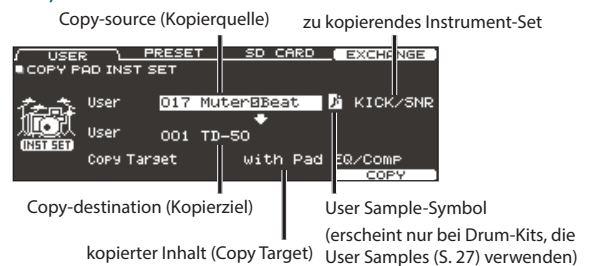 Copy-source (Kopierquelle)
zu kopierendes Instrument-Set
USER PRESET SD CARD EXCHANGE
COPY PAD INST SET
User 017 Muter@Beat KICK/SNR
User 001 TD-50
INST SET
Copy Target with Pad EQ/Comp
COPY
Copy-destination (Kopierziel)
User Sample-Symbol
(erscheint nur bei Drum-Kits, die
User Samples (S. 27) verwenden)
kopierter Inhalt (Copy Target)